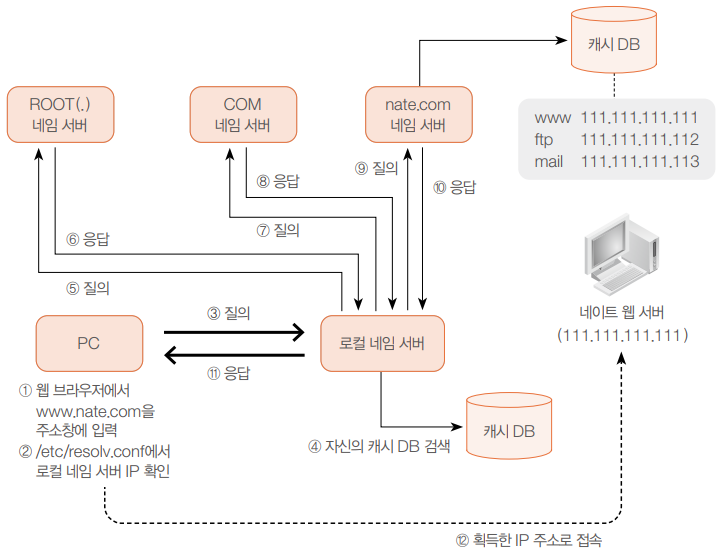 캐시 DB
ROOT(.)
네임 서버
COM
네임 서버
nate.com
네임 서버
www 111.111.111.111
ftp 111.111.111.112
mail 111.111.111.113
⑧ 응답
⑨ 질의
⑩ 응답
⑦ 질의
⑥ 응답
⑤ 질의
네이트 웹 서버
(111.111.111.111)
③ 질의
PC
로컬 네임 서버
⑪ 응답
① 웹 브라우저에서
www.nate.com을
주소창에 입력
② /etc/resolv.conf에서
로컬 네임 서버 IP 확인
④ 자신의 캐시 DB 검색
캐시 DB
⑫ 획득한 IP 주소로 접속